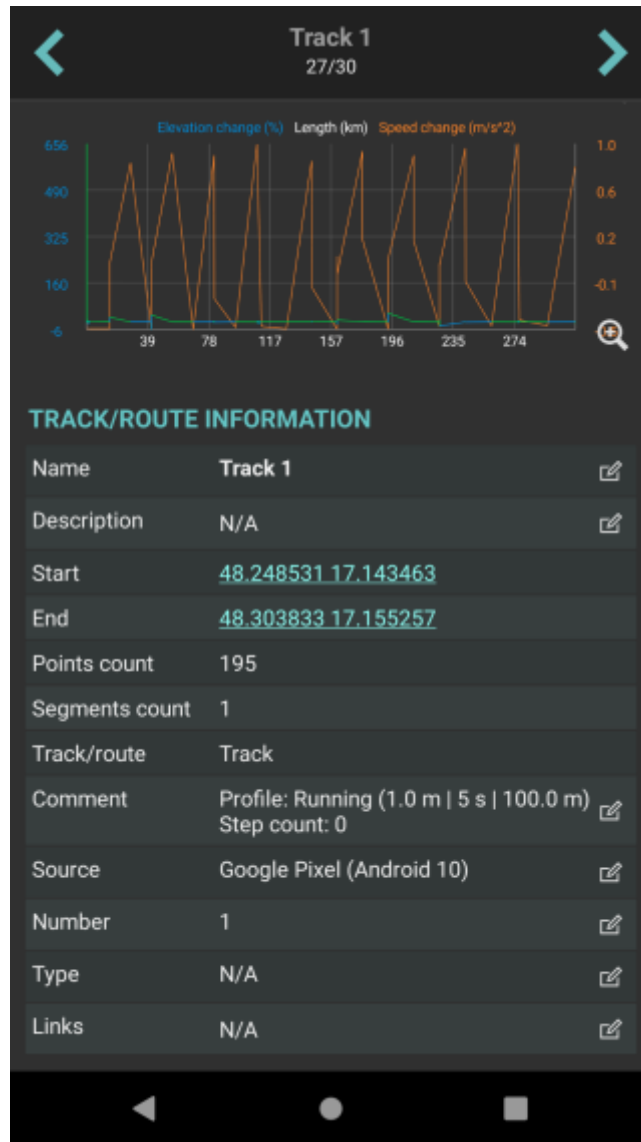 Track 1
27/30
Elevation change (%) Length (km) Speed change (m/s^2)
656 1.0
490 0.6
325 0.2
160 -0.1
-6
39 78 117 157 196 235 274
TRACK/ROUTE INFORMATION
Name Track 1
Description N/A
Start 48.248531 17.143463
End 48.303833 17.155257
Points count 195
Segments count 1
Track/route Track
Comment Profile: Running (1.0 m | 5 s | 100.0 m)
Step count: 0
Source Google Pixel (Android 10)
Number 1
Type N/A
Links N/A